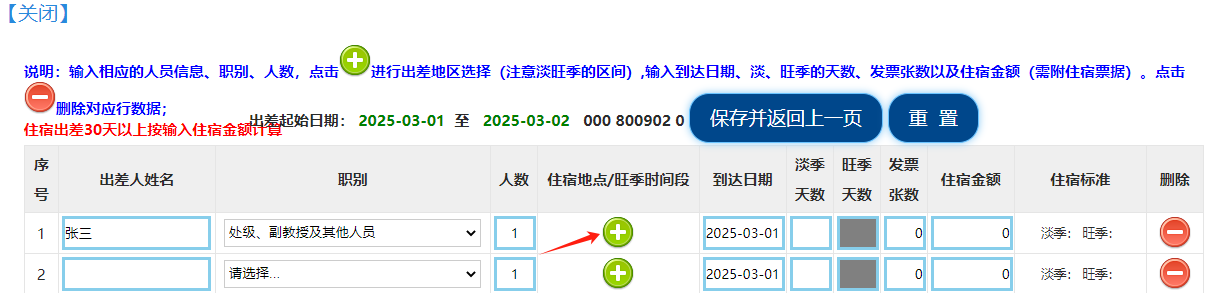 【关闭】
说明：输入相应的人员信息、职别、人数，点击进行出差地区选择（注意淡旺季的区间）,输入到达日期、淡、旺季的天数、发票张数以及住宿金额（需附住宿票据）。点击
删除对应行数据；
住宿出差30天以上按输入住宿金额计算
出差起始日期： 2025-03-01 至 2025-03-02 000 800902 0 保存并返回上一页 重 置
序号 出差人姓名 职别 人数 住宿地点/旺季时间段 到达日期 淡季天数 旺季天数 发票张数 住宿金额 住宿标准 删除
1 张三 处级、副教授及其他人员 1 2025-03-01 0 0 淡季： 旺季：
2 请选择... 1 2025-03-01 0 0 淡季： 旺季：